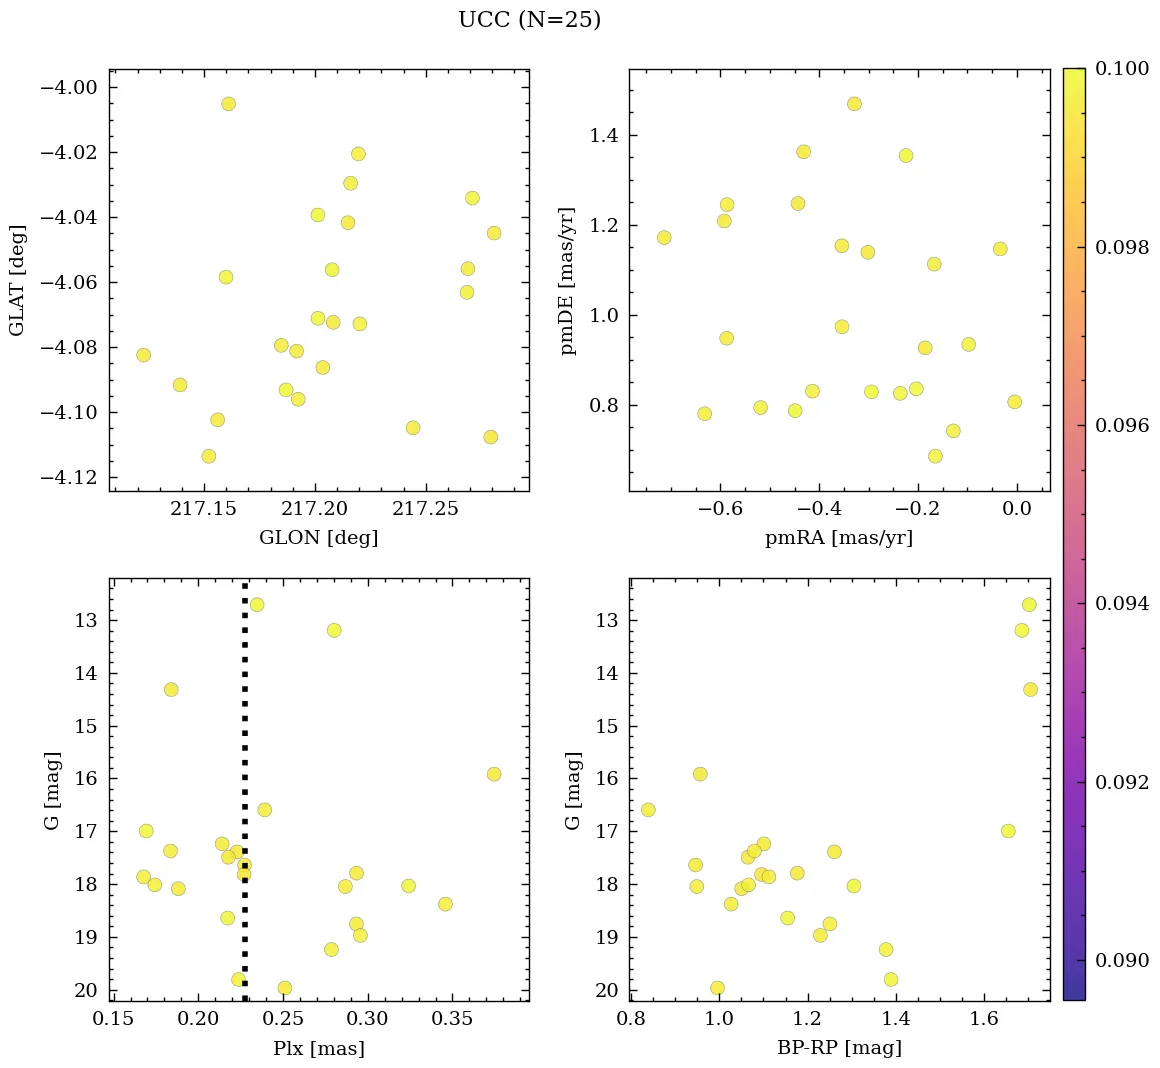 UCC (N=25)
−4.00
−4.02
−4.04
−4.06
−4.08
−4.10
−4.12
GLAT [deg]
217.15 217.20 217.25
GLON [deg]
1.4
1.2
1.0
0.8
pmDE [mas/yr]
−0.6 −0.4 −0.2 0.0
pmRA [mas/yr]
13
14
15
16
17
18
19
20
G [mag]
0.15 0.20 0.25 0.30 0.35
Plx [mas]
13
14
15
16
17
18
19
20
G [mag]
0.8 1.0 1.2 1.4 1.6
BP-RP [mag]
0.100
0.098
0.096
0.094
0.092
0.090